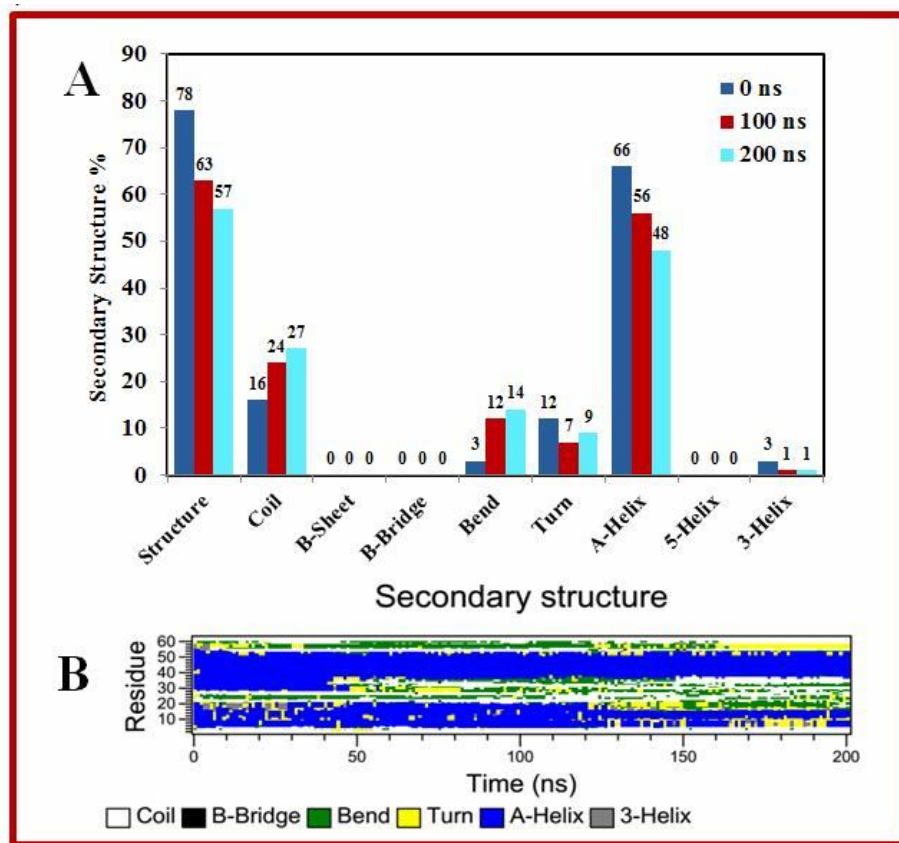 A
90
80
70
60
50
40
30
20
10
0
Secondary Structure %
0 ns
100 ns
200 ns
78 63 57
16 24 27
0 0 0
0 0 0
3 12 14
12 7 9
66 56 48
0 0 0
3 1 1
Structure
Coil
B-Sheet
B-Bridge
Bend
Turn
A-Helix
5-Helix
3-Helix
Secondary structure
B
Residue
60
50
40
30
20
10
0 50 100 150 200
Time (ns)
Coil B-Bridge Bend Turn A-Helix 3-Helix